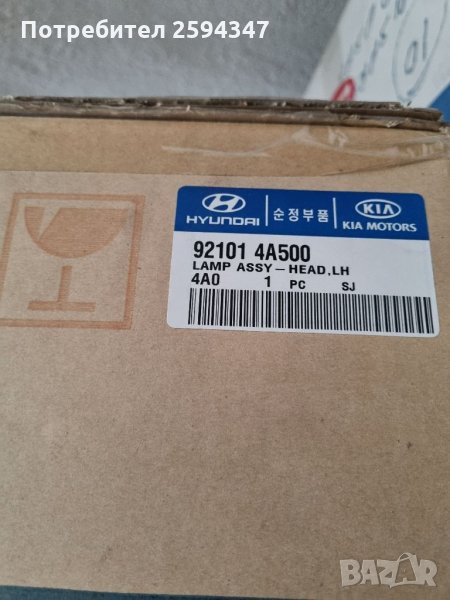 Потребител 2594347
HYUNDAI
순정부품
KIA
KIA MOTORS
92101 4A500
LAMP ASSY-HEAD,LH
4A0 1 PC SJ
BAZAR